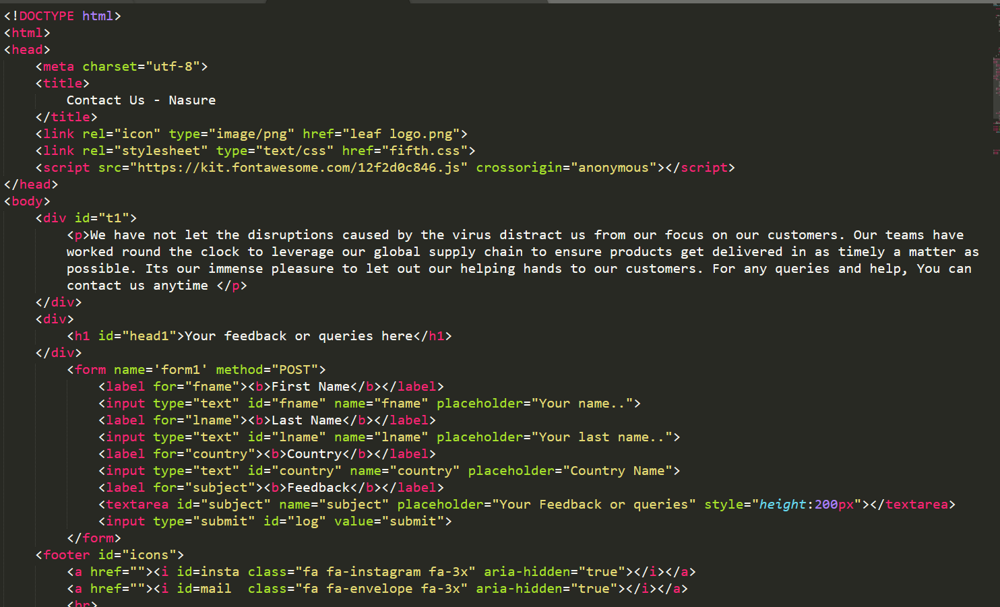 <!DOCTYPE html>
<html>
<head>
    <meta charset="utf-8">
    <title>
        Contact Us - Nasure
    </title>
    <link rel="icon" type="image/png" href="leaf logo.png">
    <link rel="stylesheet" type="text/css" href="fifth.css">
    <script src="https://kit.fontawesome.com/12f2d0c846.js" crossorigin="anonymous"></script>
</head>
<body>
    <div id="t1">
        <p>We have not let the disruptions caused by the virus distract us from our focus on our customers. Our teams have
        worked round the clock to leverage our global supply chain to ensure products get delivered in as timely a matter as
        possible. Its our immense pleasure to let out our helping hands to our customers. For any queries and help, You can
        contact us anytime </p>
    </div>
    <div>
        <h1 id="head1">Your feedback or queries here</h1>
    </div>
        <form name='form1' method="POST">
            <label for="fname"><b>First Name</b></label>
            <input type="text" id="fname" name="fname" placeholder="Your name..">
            <label for="lname"><b>Last Name</b></label>
            <input type="text" id="lname" name="lname" placeholder="Your last name..">
            <label for="country"><b>Country</b></label>
            <input type="text" id="country" name="country" placeholder="Country Name">
            <label for="subject"><b>Feedback</b></label>
            <textarea id="subject" name="subject" placeholder="Your Feedback or queries" style="height:200px"></textarea>
            <input type="submit" id="log" value="submit">
        </form>
    <footer id="icons">
        <a href=""><i id=insta class="fa fa-instagram fa-3x" aria-hidden="true"></i></a>
        <a href=""><i id=mail  class="fa fa-envelope fa-3x" aria-hidden="true"></i></a>
        <br>